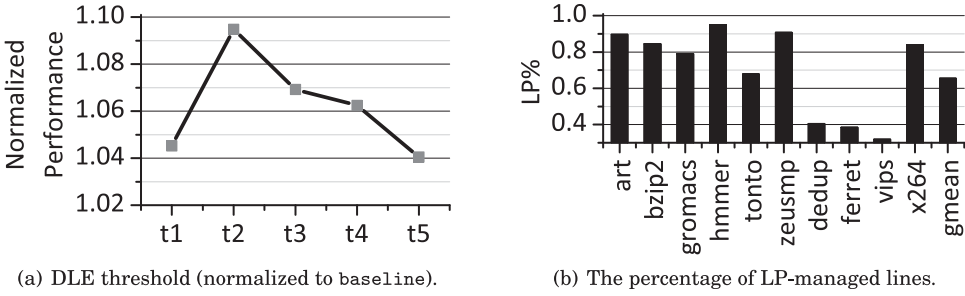 Normalized
Performance
1.10
1.08
1.06
1.04
1.02
t1 t2 t3 t4 t5
(a) DLE threshold (normalized to baseline).
LP%
1.0
0.8
0.6
0.4
art
bzip2
gromacs
hmmer
tonto
zeusmp
dedup
ferret
vips
x264
gmean
(b) The percentage of LP-managed lines.